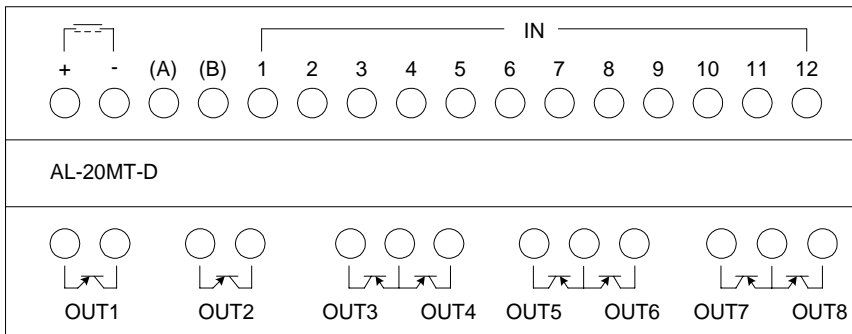 IN
+ - (A) (B) 1 2 3 4 5 6 7 8 9 10 11 12
AL-20MT-D
OUT1 OUT2 OUT3 OUT4 OUT5 OUT6 OUT7 OUT8